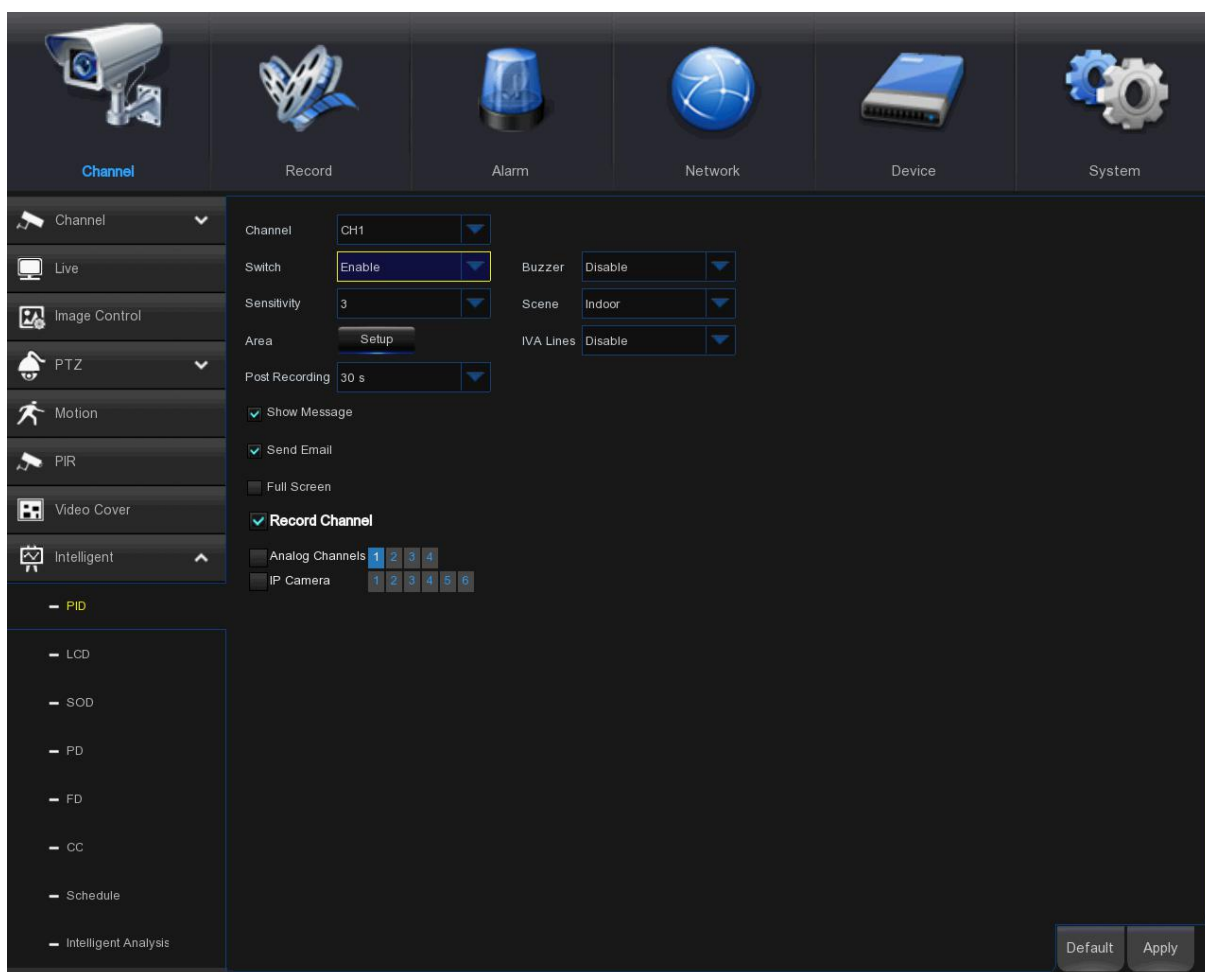 Channel Record Alarm Network Device System
Channel
Live
Image Control
PTZ
Motion
PIR
Video Cover
Intelligent
PID
LCD
SOD
PD
FD
CC
Schedule
Intelligent Analysis
Channel CH1
Switch Enable Buzzer Disable
Sensitivity 3 Scene Indoor
Area Setup IVA Lines Disable
Post Recording 30 s
Show Message
Send Email
Full Screen
Record Channel
Analog Channels 1 2 3 4
IP Camera 1 2 3 4 5 6
Default Apply